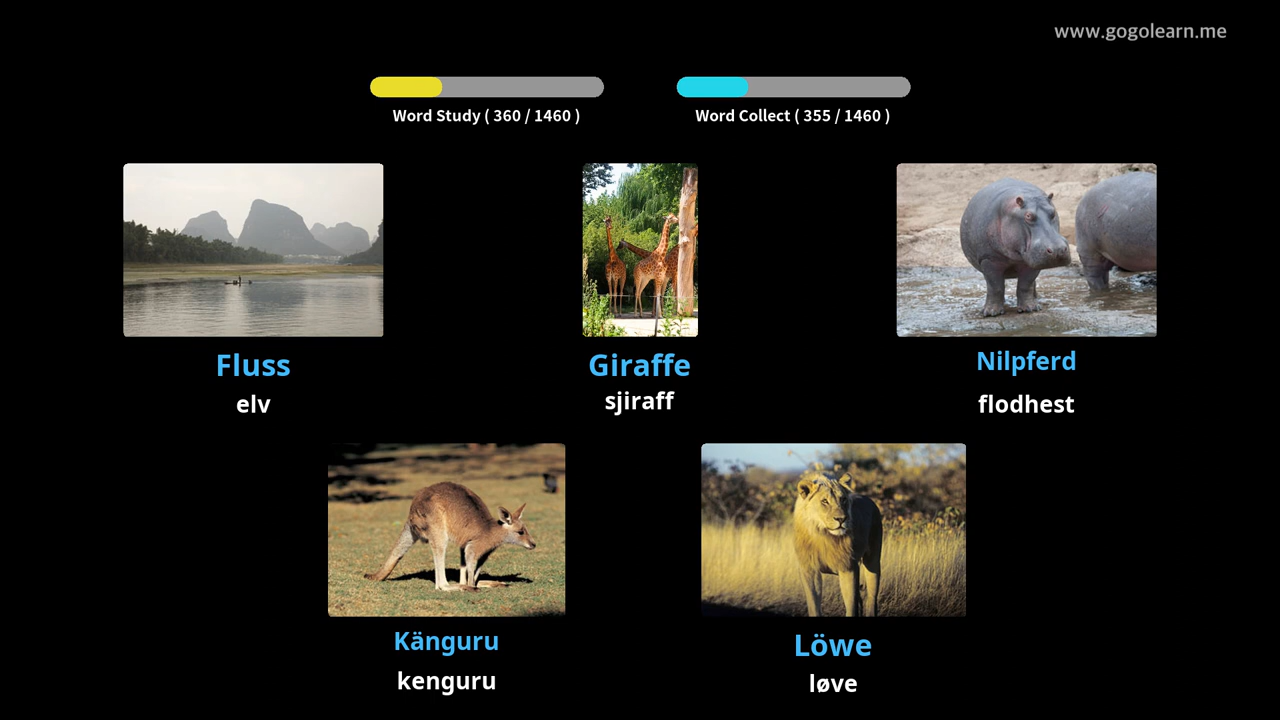 www.gogolearn.me
Word Study ( 360 / 1460 )
Word Collect ( 355 / 1460 )
Fluss
elv
Giraffe
sjiraff
Nilpferd
flodhest
Känguru
kenguru
Löwe
løve